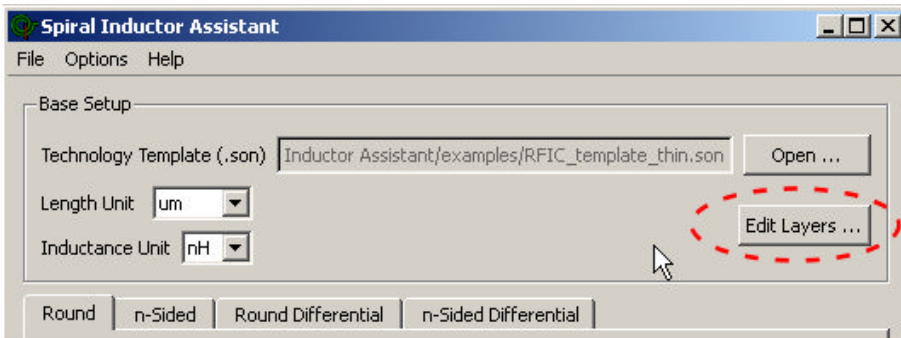 Spiral Inductor Assistant
File Options Help
Base Setup
Technology Template (.son) Inductor Assistant/examples/RFIC_template_thin.son Open ...
Length Unit um
Edit Layers ...
Inductance Unit nH
Round n-Sided Round Differential n-Sided Differential